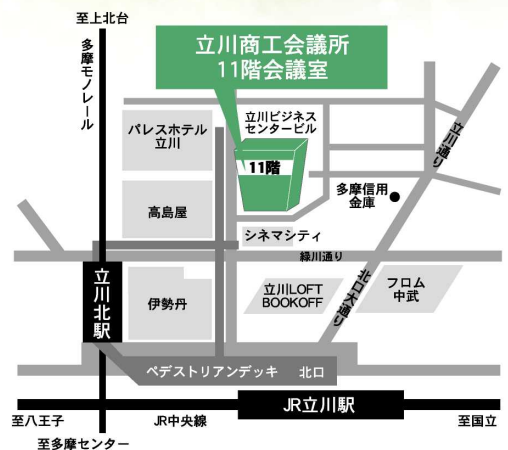 至上北台
多摩モノレール
立川商工会議所
11階会議室
パレスホテル
立川
立川ビジネス
センタービル
11階
立川通り
多摩信用
金庫
高島屋
シネマシティ
緑川通り
立川北駅
伊勢丹
立川LOFT
BOOKOFF
北口大通り
フロム
中武
ペデストリアンデッキ 北口
JR立川駅
至八王子
JR中央線
至国立
至多摩センター